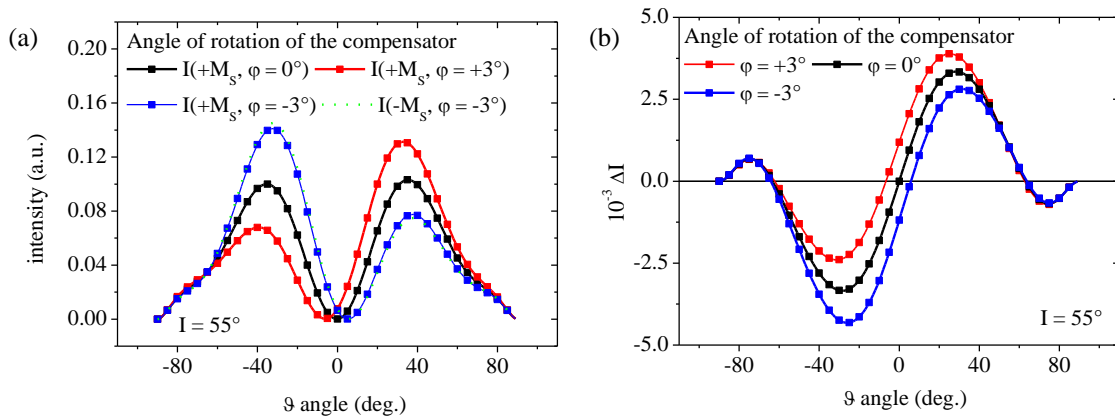 (a)
0.20
0.16
0.12
0.08
0.04
0.00
intensity (a.u.)
Angle of rotation of the compensator
I(+Ms, φ = 0°) I(+Ms, φ = +3°)
I(+Ms, φ = -3°) I(-Ms, φ = -3°)
I = 55°
-80 -40 0 40 80
ϑ angle (deg.)
(b)
5.0
2.5
0.0
-2.5
-5.0
10⁻³ ΔI
Angle of rotation of the compensator
φ = +3° φ = 0°
φ = -3°
I = 55°
-80 -40 0 40 80
ϑ angle (deg.)